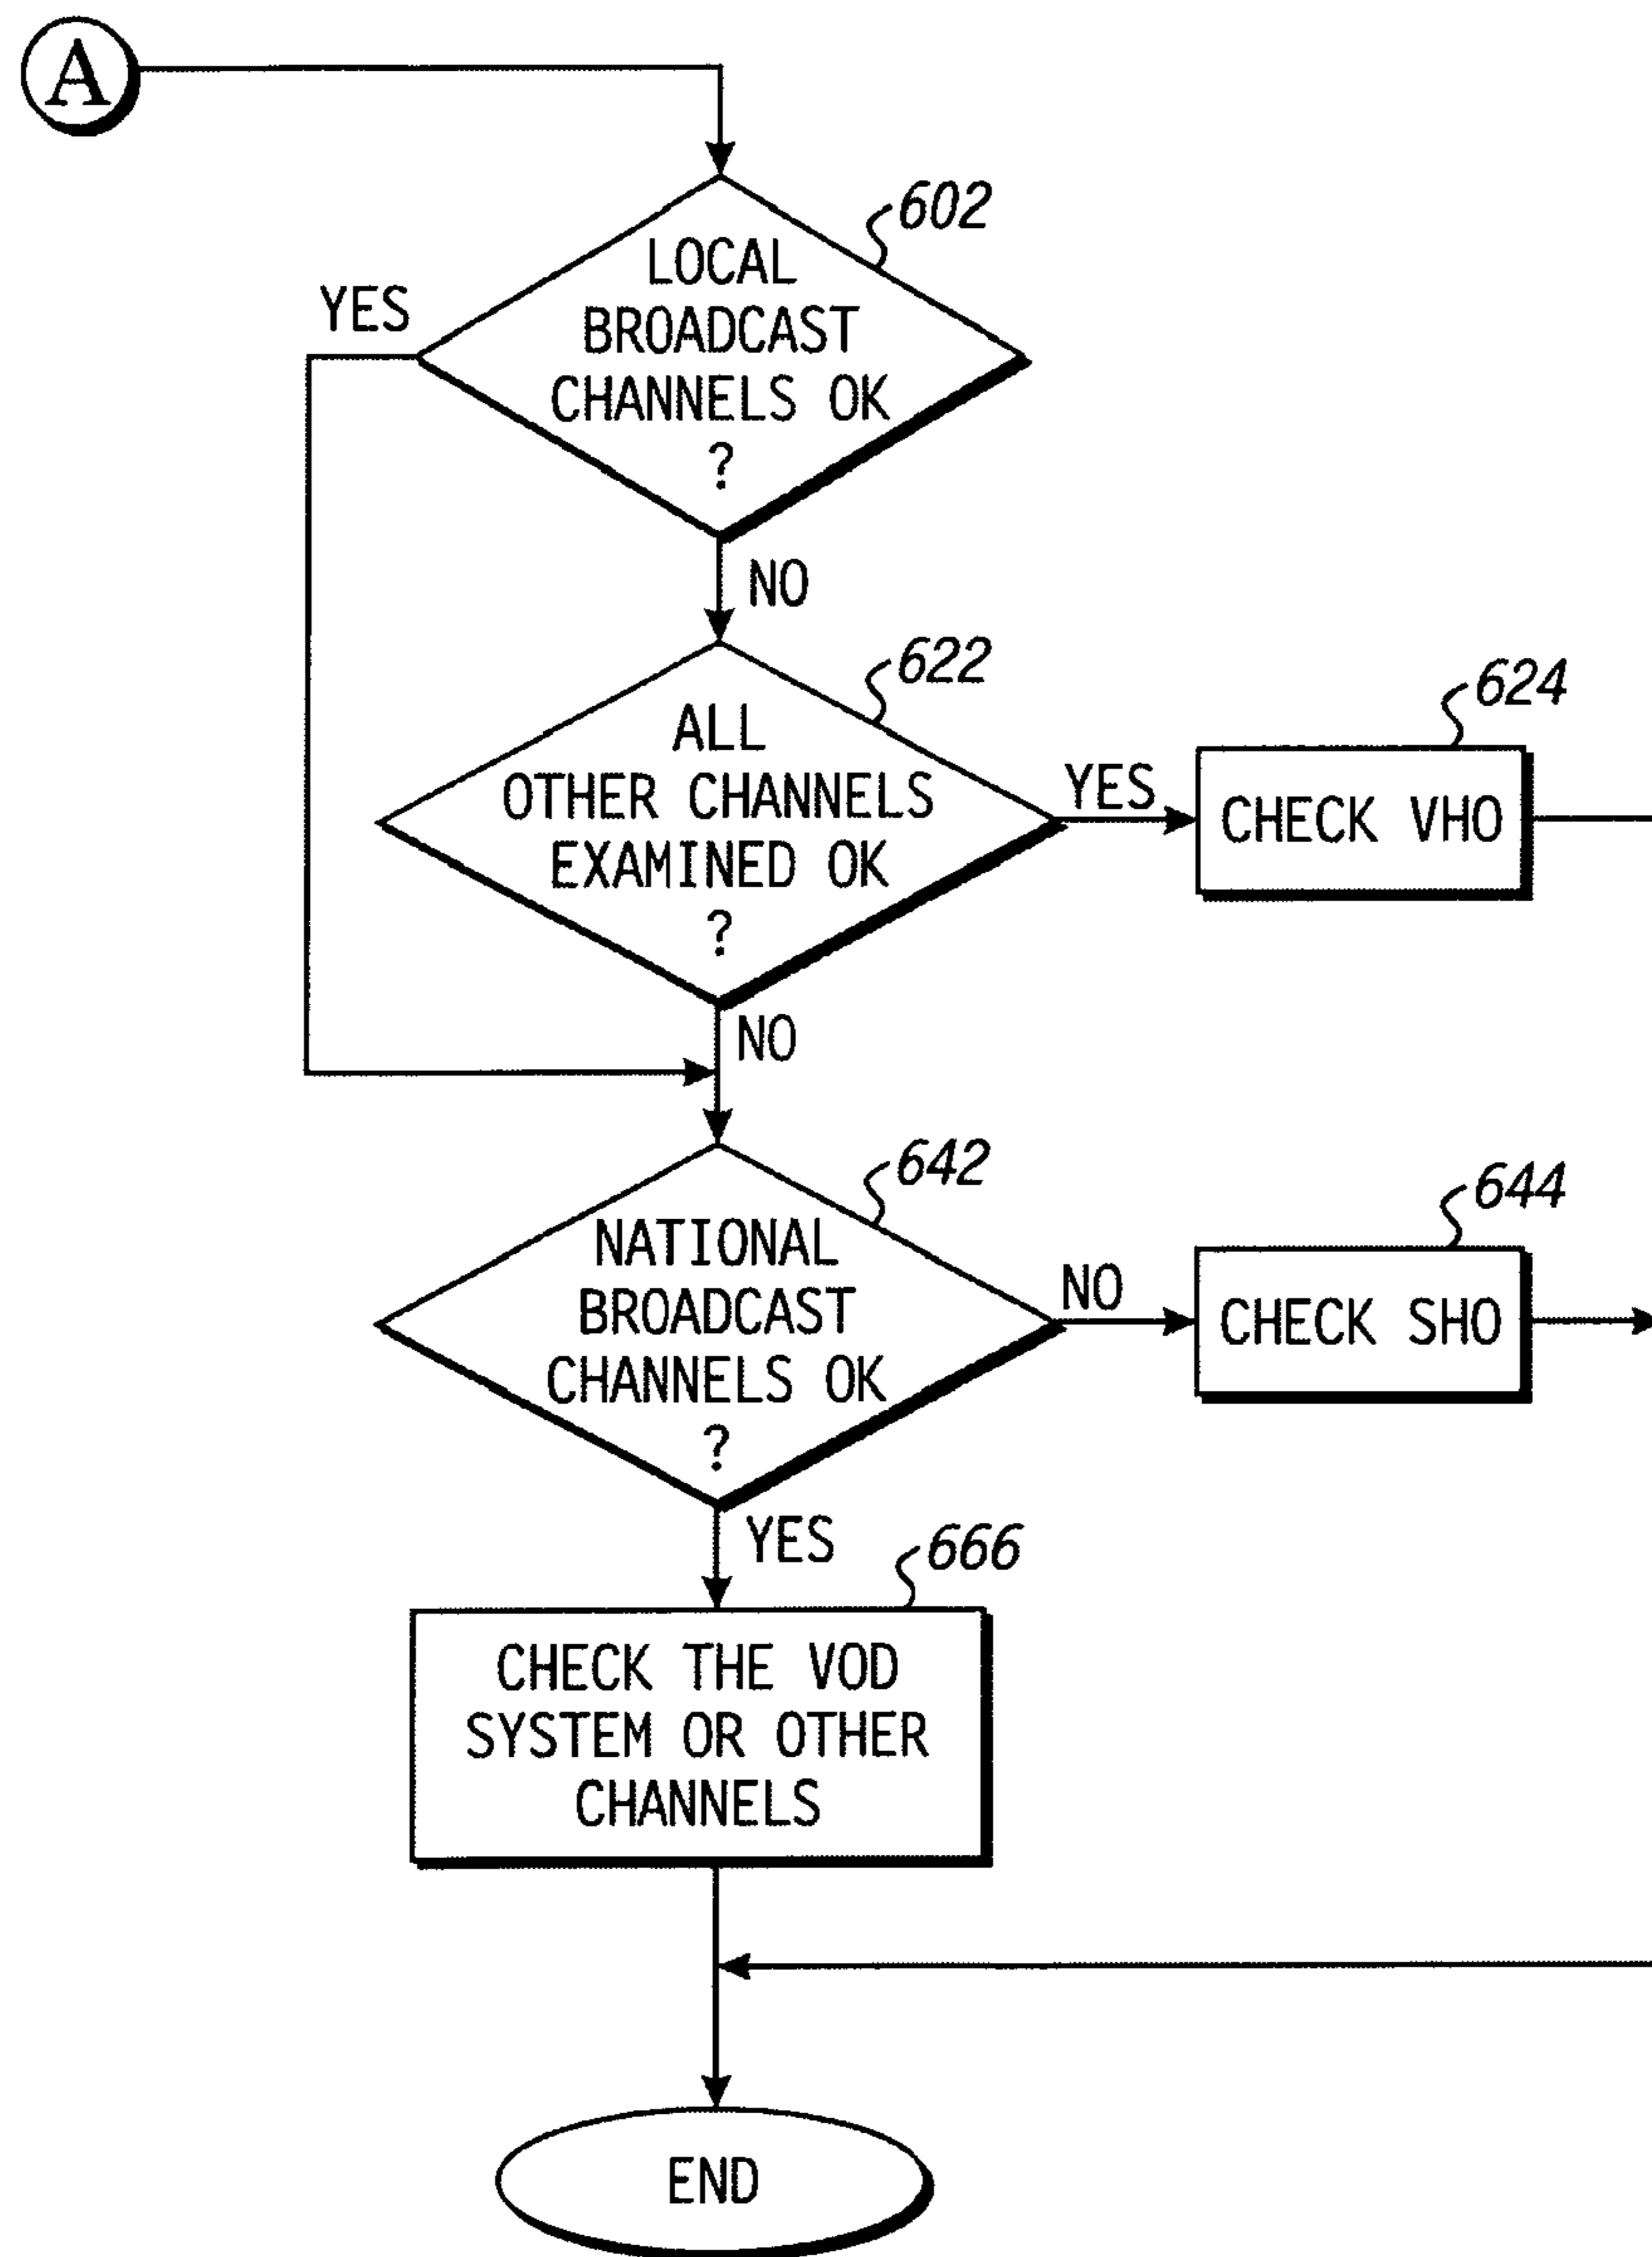 A
602
LOCAL
BROADCAST
CHANNELS OK
?
YES
NO
622
ALL
OTHER CHANNELS
EXAMINED OK
?
YES
624
CHECK VHO
NO
642
NATIONAL
BROADCAST
CHANNELS OK
?
NO
644
CHECK SHO
YES
666
CHECK THE VOD
SYSTEM OR OTHER
CHANNELS
END